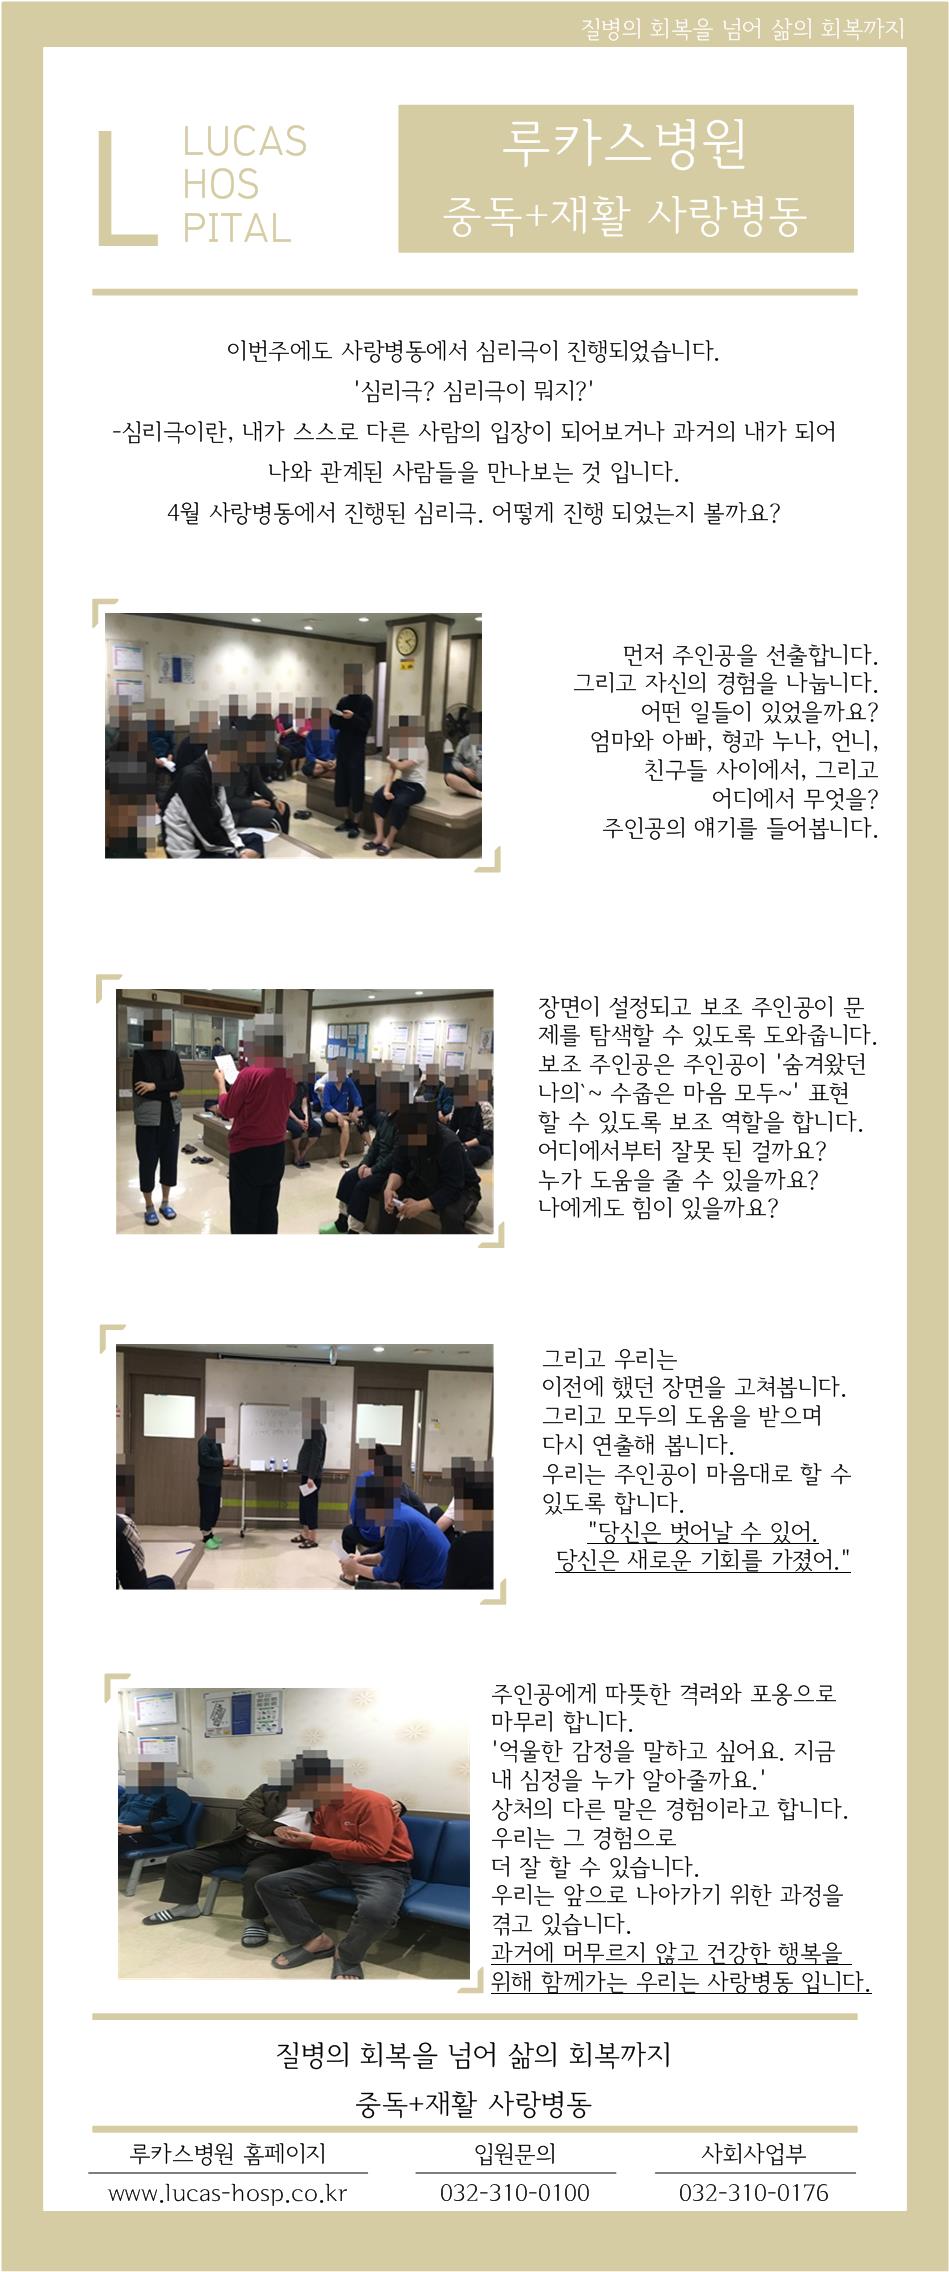 질병의 회복을 넘어 삶의 회복까지
LUCAS
HOS
PITAL
루카스병원
중독+재활 사랑병동
이번주에도 사랑병동에서 심리극이 진행되었습니다.
'심리극? 심리극이 뭐지?'
-심리극이란, 내가 스스로 다른 사람의 입장이 되어보거나 과거의 내가 되어
나와 관계된 사람들을 만나보는 것 입니다.
4월 사랑병동에서 진행된 심리극. 어떻게 진행 되었는지 볼까요?
먼저 주인공을 선출합니다.
그리고 자신의 경험을 나눕니다.
어떤 일들이 있었을까요?
엄마와 아빠, 형과 누나, 언니,
친구들 사이에서, 그리고
어디에서 무엇을?
주인공의 얘기를 들어봅니다.
장면이 설정되고 보조 주인공이 문
제를 탐색할 수 있도록 도와줍니다.
보조 주인공은 주인공이 '숨겨왔던
나의`~ 수줍은 마음 모두~' 표현
할 수 있도록 보조 역할을 합니다.
어디에서부터 잘못 된 걸까요?
누가 도움을 줄 수 있을까요?
나에게도 힘이 있을까요?
그리고 우리는
이전에 했던 장면을 고쳐봅니다.
그리고 모두의 도움을 받으며
다시 연출해 봅니다.
우리는 주인공이 마음대로 할 수
있도록 합니다.
"당신은 벗어날 수 있어.
당신은 새로운 기회를 가졌어."
주인공에게 따뜻한 격려와 포옹으로
마무리 합니다.
'억울한 감정을 말하고 싶어요. 지금
내 심정을 누가 알아줄까요.'
상처의 다른 말은 경험이라고 합니다.
우리는 그 경험으로
더 잘 할 수 있습니다.
우리는 앞으로 나아가기 위한 과정을
겪고 있습니다.
과거에 머무르지 않고 건강한 행복을
위해 함께가는 우리는 사랑병동 입니다.
질병의 회복을 넘어 삶의 회복까지
중독+재활 사랑병동
루카스병원 홈페이지
www.lucas-hosp.co.kr
입원문의
032-310-0100
사회사업부
032-310-0176